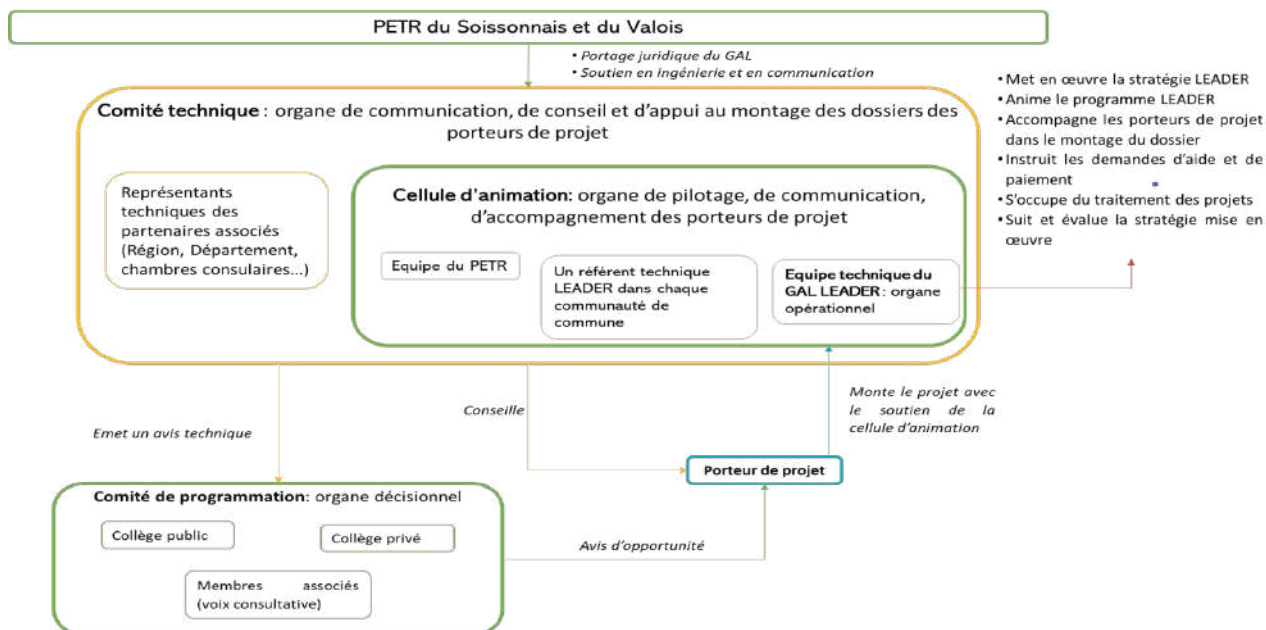 PETR du Soissonnais et du Valois
• Portage juridique du GAL
• Soutien en ingénierie et en communication
Comité technique : organe de communication, de conseil et d'appui au montage des dossiers des
porteurs de projet
• Met en œuvre la stratégie LEADER
• Anime le programme LEADER
• Accompagne les porteurs de projet
dans le montage du dossier
• Instruit les demandes d'aide et de
paiement
• S'occupe du traitement des projets
• Suit et évalue la stratégie mise en
œuvre
Représentants
techniques des
partenaires associés
(Région, Département,
chambres consulaires...)
Cellule d'animation: organe de pilotage, de communication,
d'accompagnement des porteurs de projet
Equipe du PETR
Un référent technique
LEADER dans chaque
communauté de
commune
Equipe technique du
GAL LEADER : organe
opérationnel
Emet un avis technique
Conseille
Monte le projet avec
le soutien de la
cellule d'animation
Porteur de projet
Comité de programmation: organe décisionnel
Collège public
Collège privé
Membres associés
(voix consultative)
Avis d'opportunité